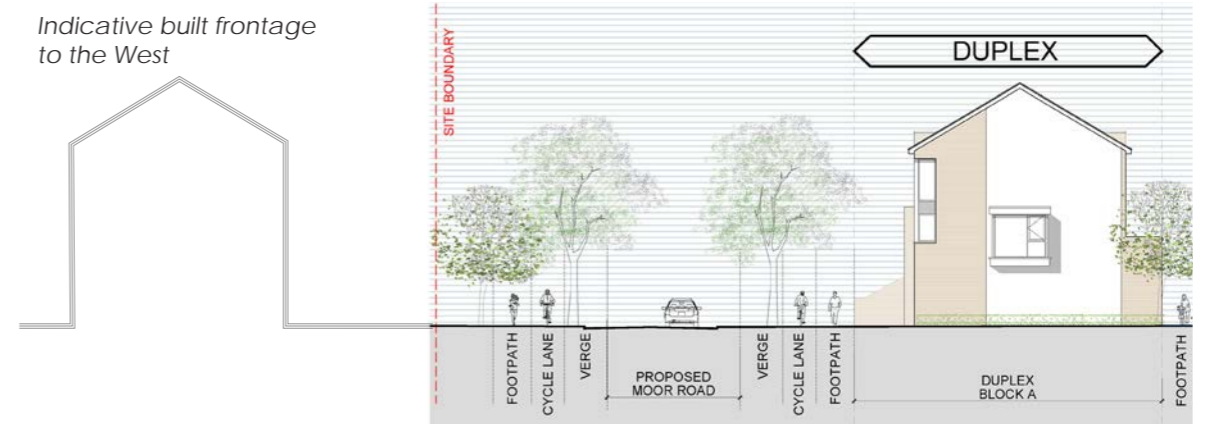 Indicative built frontage
to the West
SITE BOUNDARY
DUPLEX
FOOTPATH
CYCLE LANE
VERGE
PROPOSED
MOOR ROAD
VERGE
CYCLE LANE
FOOTPATH
DUPLEX
BLOCK A
FOOTPATH